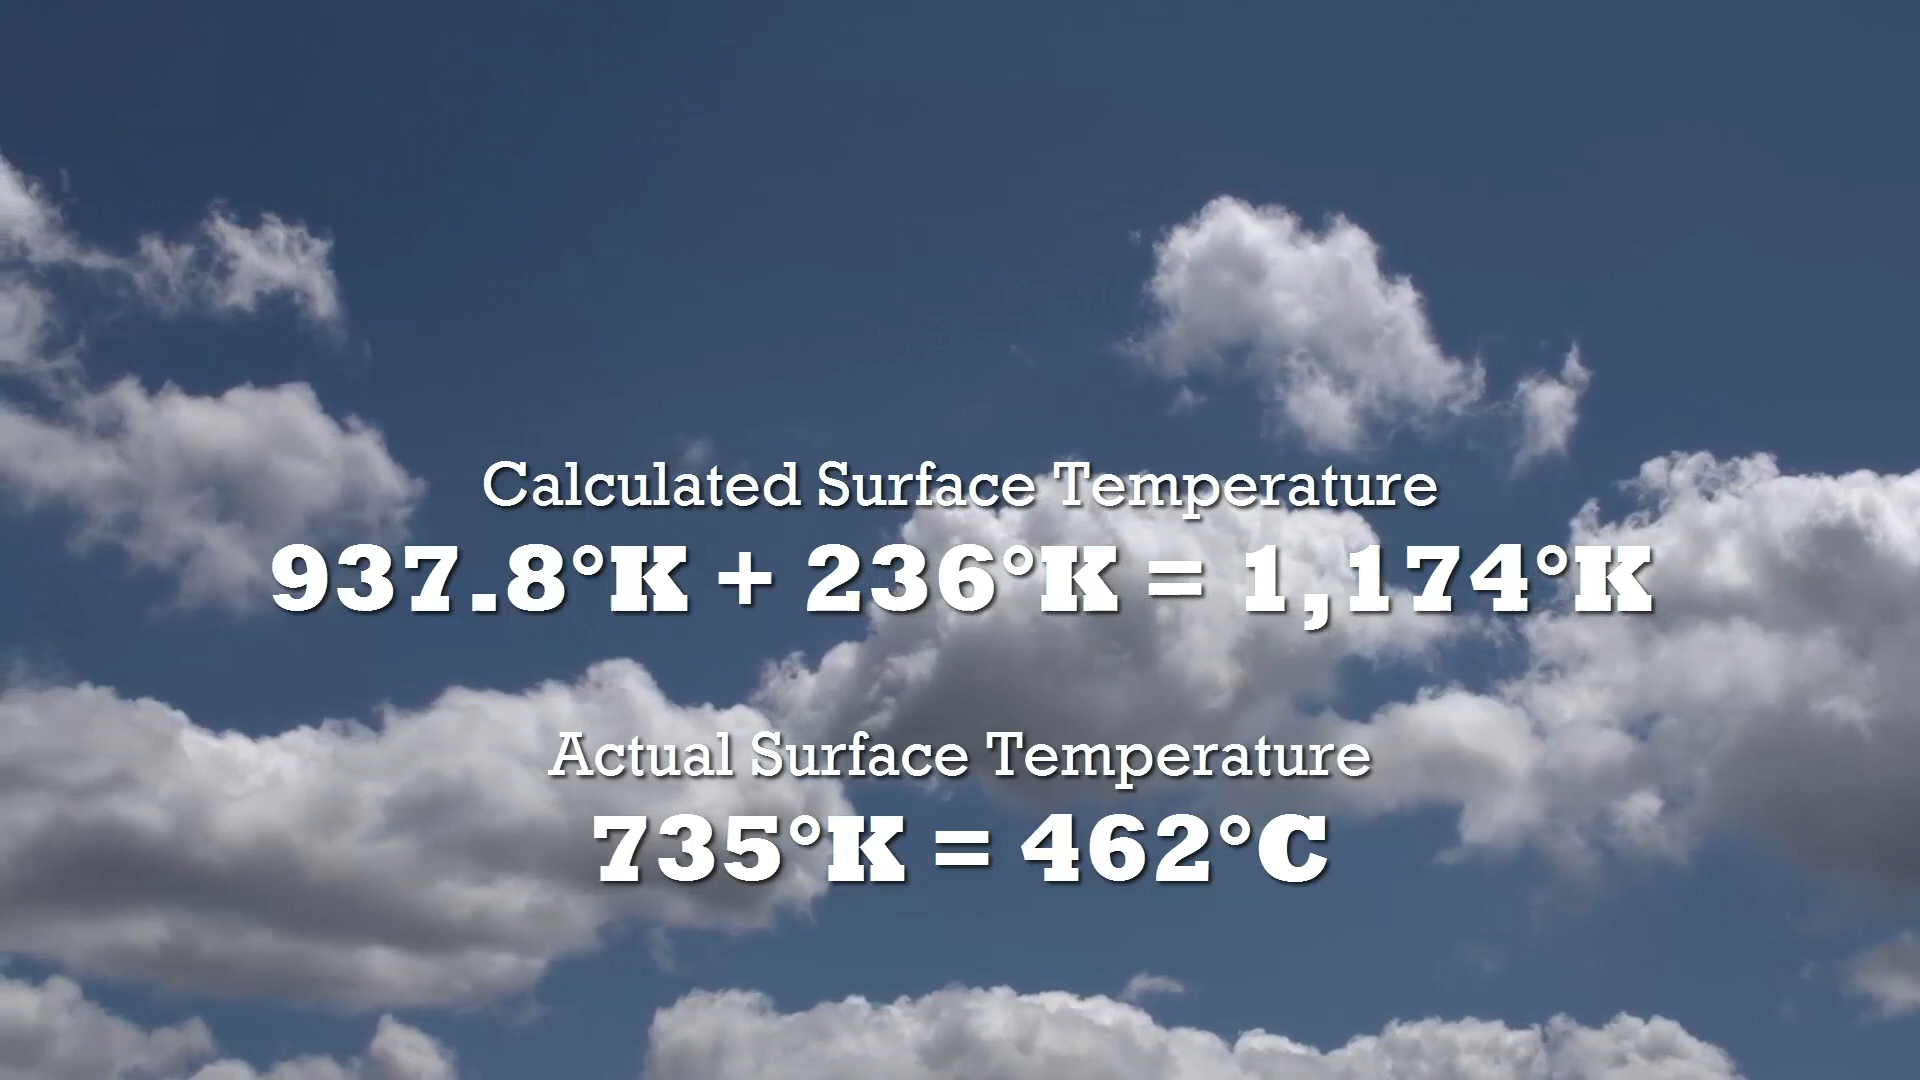 Calculated Surface Temperature
937.8°K + 236°K = 1,174°K
Actual Surface Temperature
735°K = 462°C